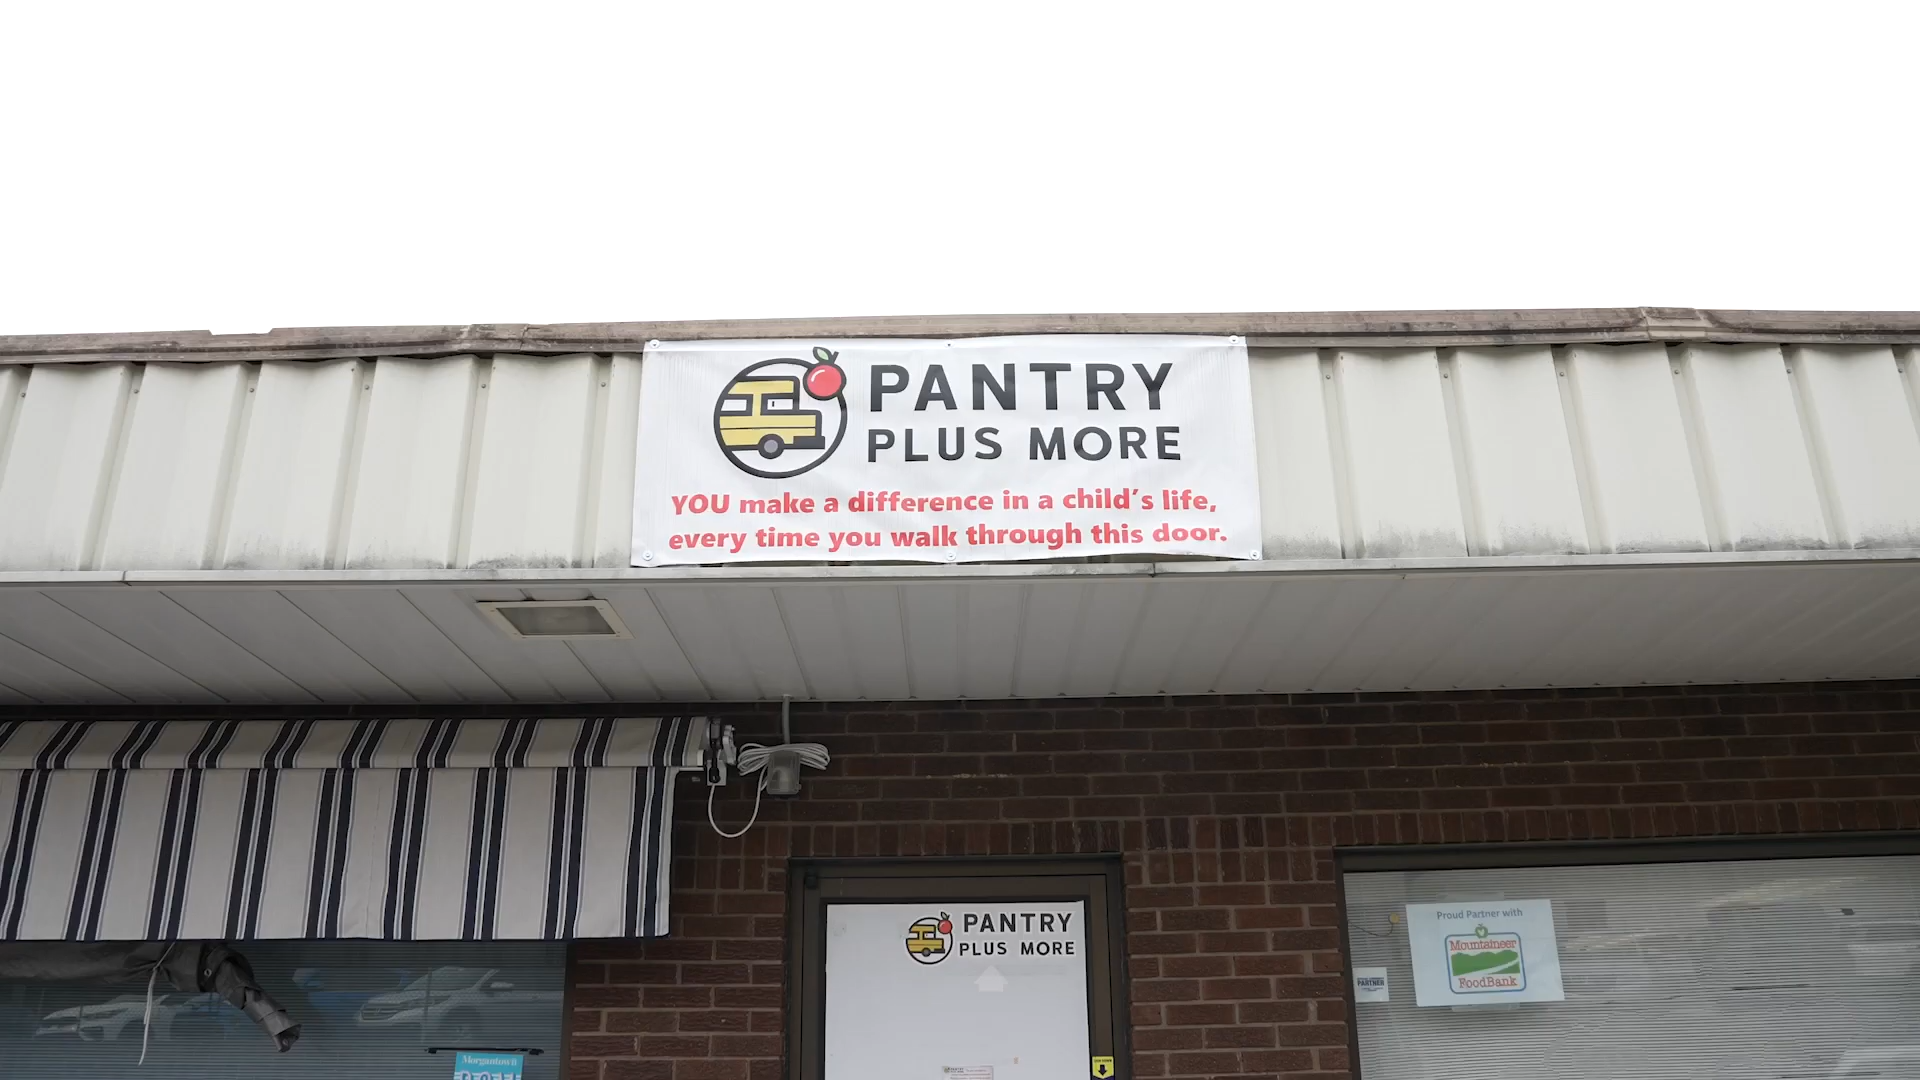 PANTRY
PLUS MORE
YOU make a difference in a child's life,
every time you walk through this door.
PANTRY
PLUS MORE
Proud Partner with
Mountaineer
FoodBank
PARTNER
Morgantown